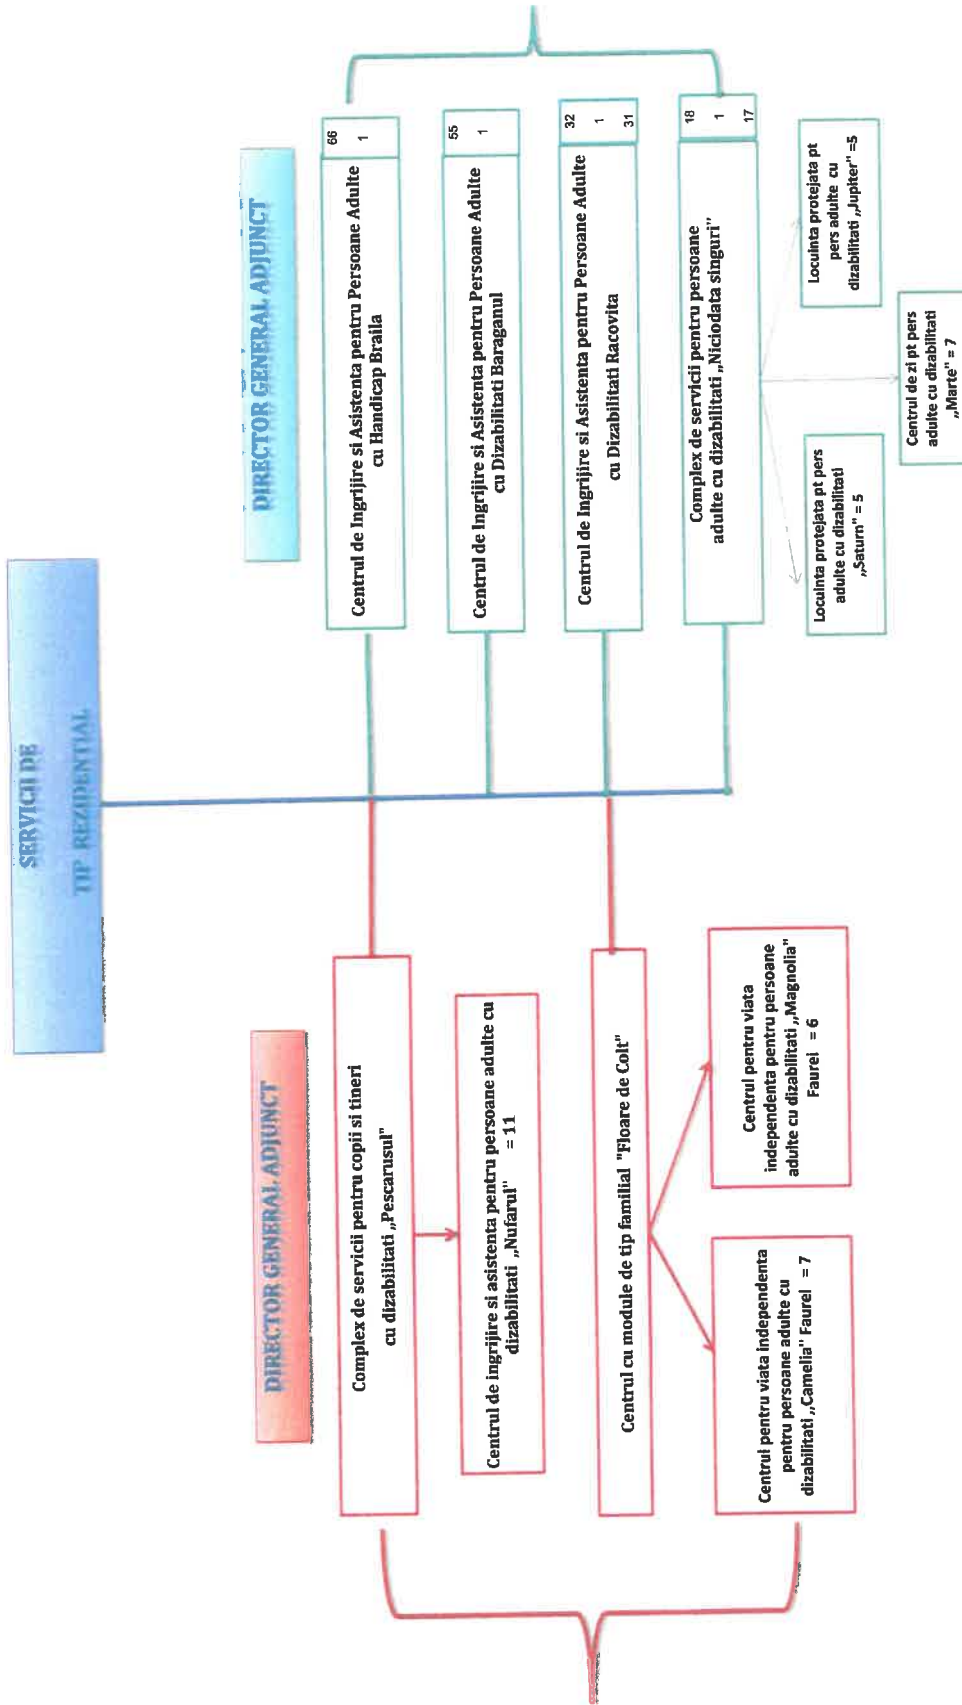 SERVICII DE
TIP REZIDENTIAL
DIRECTOR GENERAL ADJUNCT
Complex de servicii pentru copii si tineri
cu dizabilitati „Pescarusul"
Centrul de ingrijire si asistenta pentru persoane adulte cu
dizabilitati „Nufarul" = 11
Centrul cu module de tip familial "Floare de Colt"
Centrul pentru viata independenta
pentru persoane adulte cu
dizabilitati „Camelia" Faurei = 7
Centrul pentru viata
independenta pentru persoane
adulte cu dizabilitati „Magnolia"
Faurei = 6
DIRECTOR GENERAL ADJUNCT
Centrul de Ingrijire si Asistenta pentru Persoane Adulte
cu Handicap Braila
66
1
Centrul de Ingrijire si Asistenta pentru Persoane Adulte
cu Dizabilitati Baraganul
55
1
Centrul de Ingrijire si Asistenta pentru Persoane Adulte
cu Dizabilitati Racovita
32
1
31
Complex de servicii pentru persoane
adulte cu dizabilitati „Niciodata singuri"
18
1
17
Locuinta protejata pt pers
adulte cu dizabilitati
„Saturn" = 5
Centrul de zi pt pers
adulte cu dizabilitati
„Marte" = 7
Locuinta protejata pt
pers adulte cu
dizabilitati „Jupiter" =5